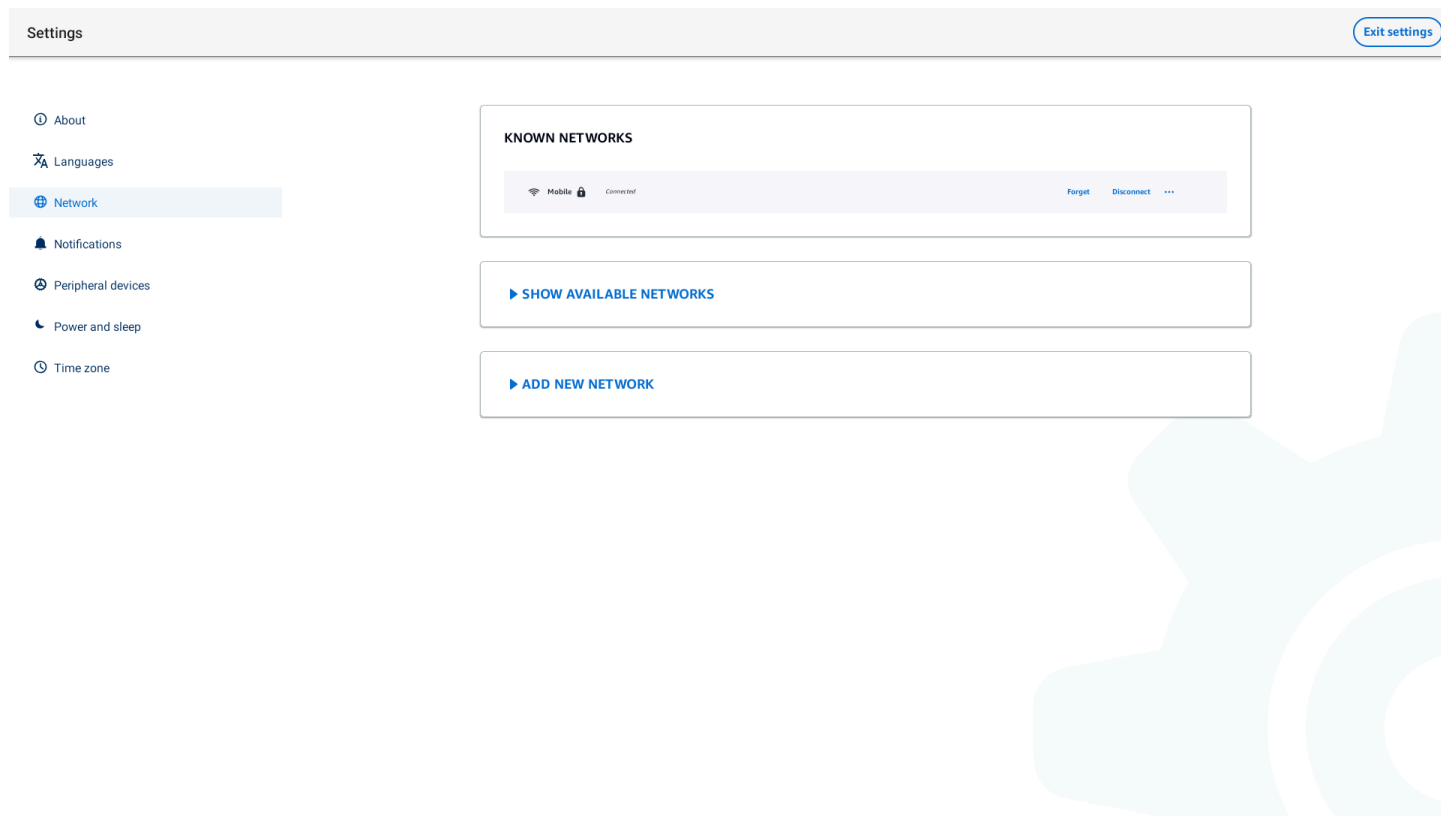 Settings
Exit settings
About
Languages
Network
Notifications
Peripheral devices
Power and sleep
Time zone
KNOWN NETWORKS
Mobile Connected Forget Disconnect ···
SHOW AVAILABLE NETWORKS
ADD NEW NETWORK